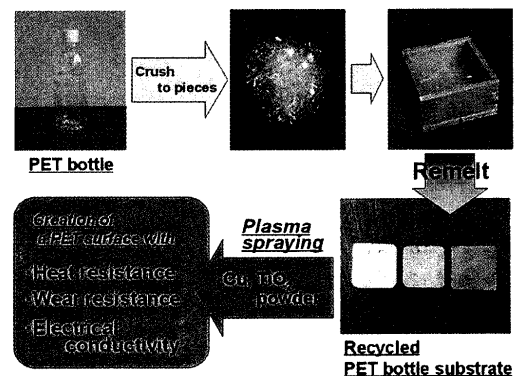 Crush
to pieces
PET bottle
Remelt
Creation of
a PET surface with
·Heat resistance
·Wear resistance
·Electrical
conductivity
Plasma
spraying
Cu, TiO₂
powder
Recycled
PET bottle substrate